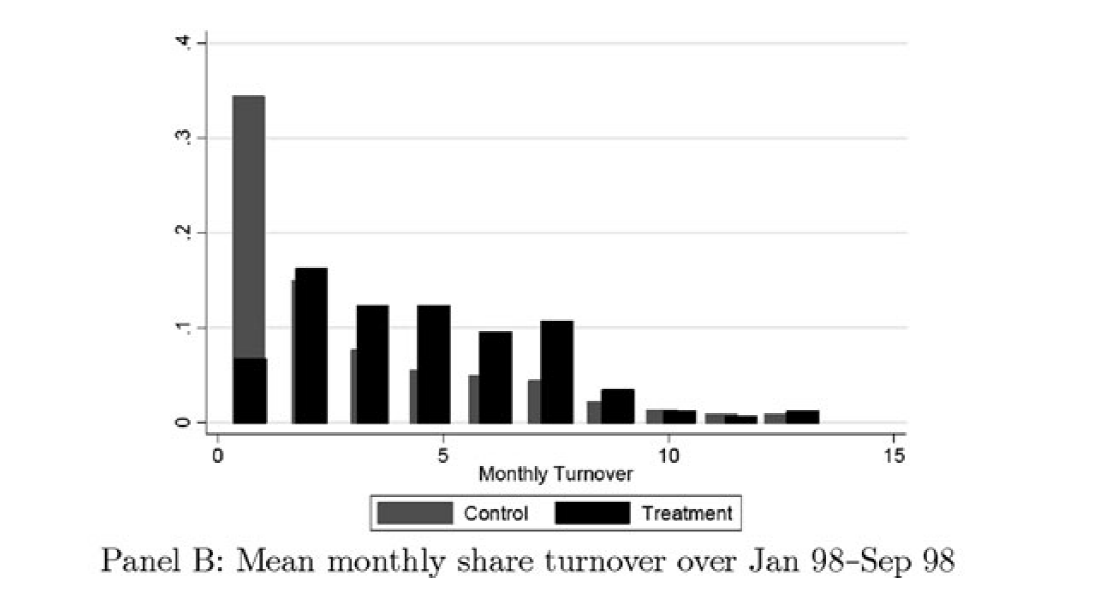 .4
.3
.2
.1
0
0 5 10 15
Monthly Turnover
Control Treatment
Panel B: Mean monthly share turnover over Jan 98–Sep 98